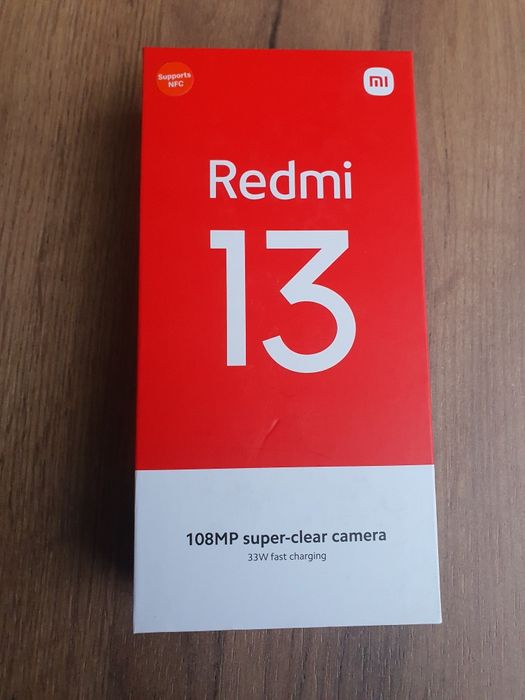 Supports
NFC
mi
Redmi
13
108MP super-clear camera
33W fast charging